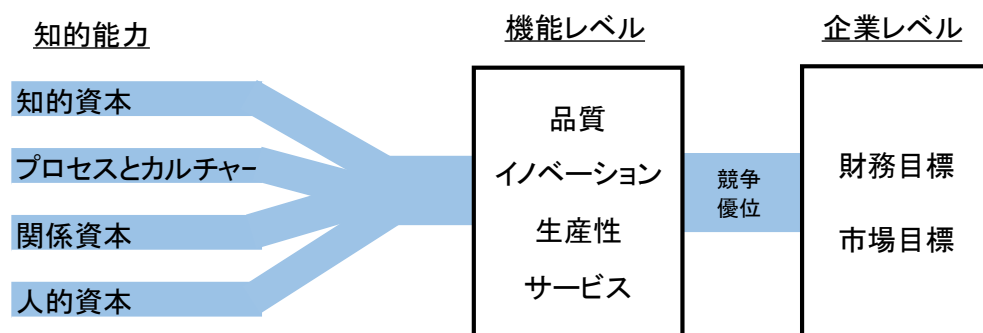 知的能力
知的資本
プロセスとカルチャー
関係資本
人的資本
機能レベル
品質
イノベーション
生産性
サービス
競争
優位
企業レベル
財務目標
市場目標